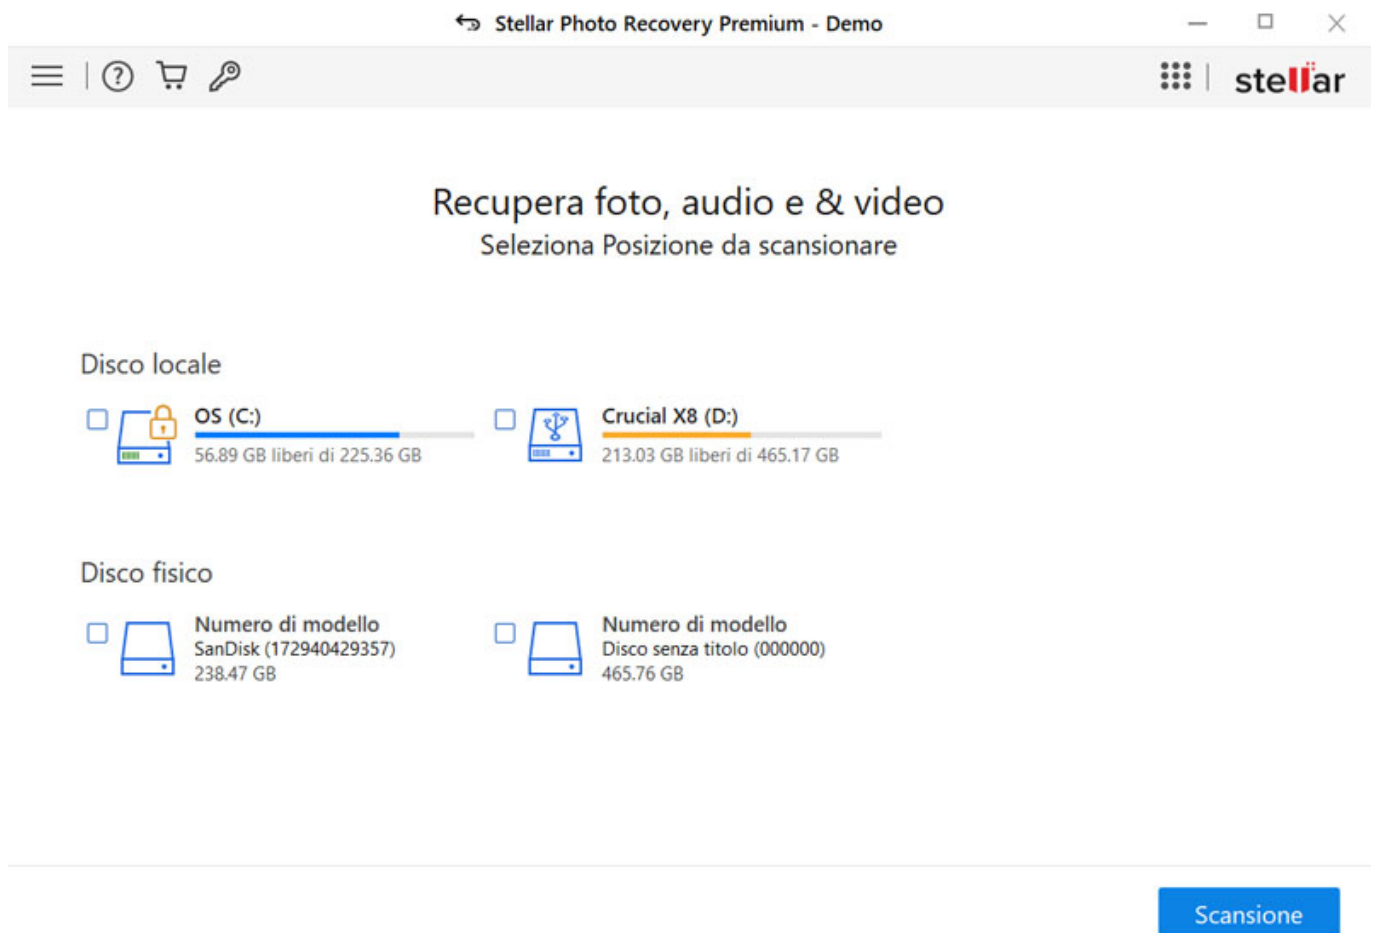 Stellar Photo Recovery Premium - Demo
stellar
Recupera foto, audio e & video
Seleziona Posizione da scansionare
Disco locale
OS (C:)
56.89 GB liberi di 225.36 GB
Crucial X8 (D:)
213.03 GB liberi di 465.17 GB
Disco fisico
Numero di modello
SanDisk (172940429357)
238.47 GB
Numero di modello
Disco senza titolo (000000)
465.76 GB
Scansione